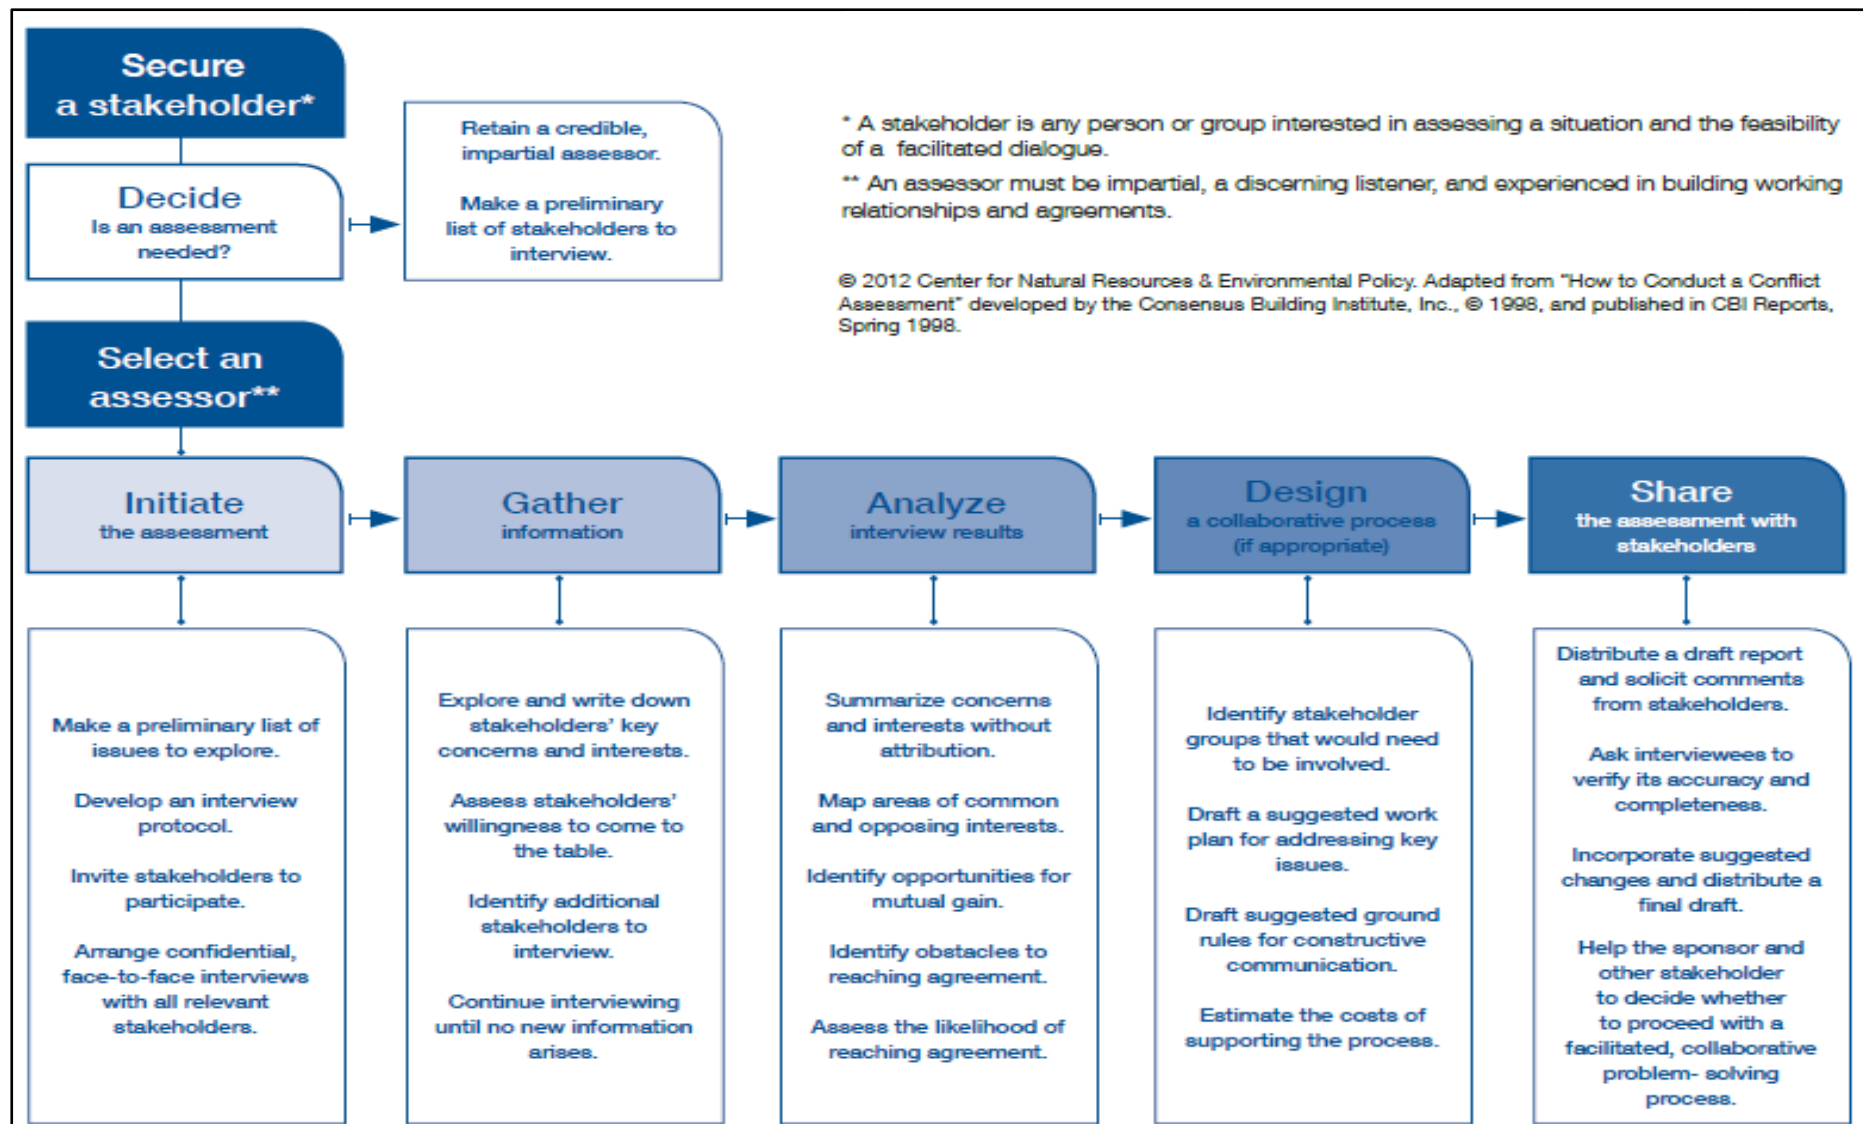 Secure
a stakeholder*
Decide
Is an assessment
needed?
Retain a credible,
impartial assessor.
Make a preliminary
list of stakeholders to
interview.
* A stakeholder is any person or group interested in assessing a situation and the feasibility
of a facilitated dialogue.
** An assessor must be impartial, a discerning listener, and experienced in building working
relationships and agreements.
© 2012 Center for Natural Resources & Environmental Policy. Adapted from "How to Conduct a Conflict
Assessment" developed by the Consensus Building Institute, Inc., © 1998, and published in CBI Reports,
Spring 1998.
Select an
assessor**
Initiate
the assessment
Gather
information
Analyze
interview results
Design
a collaborative process
(if appropriate)
Share
the assessment with
stakeholders
Make a preliminary list of
issues to explore.
Develop an interview
protocol.
Invite stakeholders to
participate.
Arrange confidential,
face-to-face interviews
with all relevant
stakeholders.
Explore and write down
stakeholders' key
concerns and interests.
Assess stakeholders'
willingness to come to
the table.
Identify additional
stakeholders to
interview.
Continue interviewing
until no new information
arises.
Summarize concerns
and interests without
attribution.
Map areas of common
and opposing interests.
Identify opportunities for
mutual gain.
Identify obstacles to
reaching agreement.
Assess the likelihood of
reaching agreement.
Identify stakeholder
groups that would need
to be involved.
Draft a suggested work
plan for addressing key
issues.
Draft suggested ground
rules for constructive
communication.
Estimate the costs of
supporting the process.
Distribute a draft report
and solicit comments
from stakeholders.
Ask interviewees to
verify its accuracy and
completeness.
Incorporate suggested
changes and distribute a
final draft.
Help the sponsor and
other stakeholder
to decide whether
to proceed with a
facilitated, collaborative
problem- solving
process.